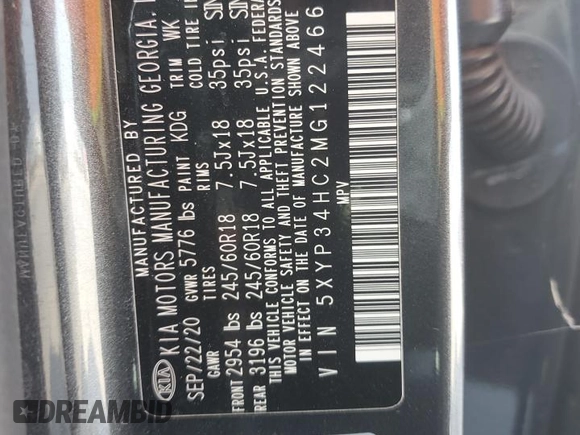 MANUFACTURED BY
KIA KIA MOTORS MANUFACTURING GEORGIA.
SEP/22/20 PAINT KDG TRIM WK
GVWR 5776 lbs
GAWR TIRES RIMS COLD TIRE
FRONT 2954 lbs 245/60R18 7.5Jx18 35psi
REAR 3196 lbs 245/60R18 7.5Jx18 35psi
THIS VEHICLE CONFORMS TO ALL APPLICABLE U.S.A. FEDERAL
MOTOR VEHICLE SAFETY AND THEFT PREVENTION STANDARDS
IN EFFECT ON THE DATE OF MANUFACTURE SHOWN ABOVE
VIN 5XYP34HC2MG122466
MPV
DREAMBID